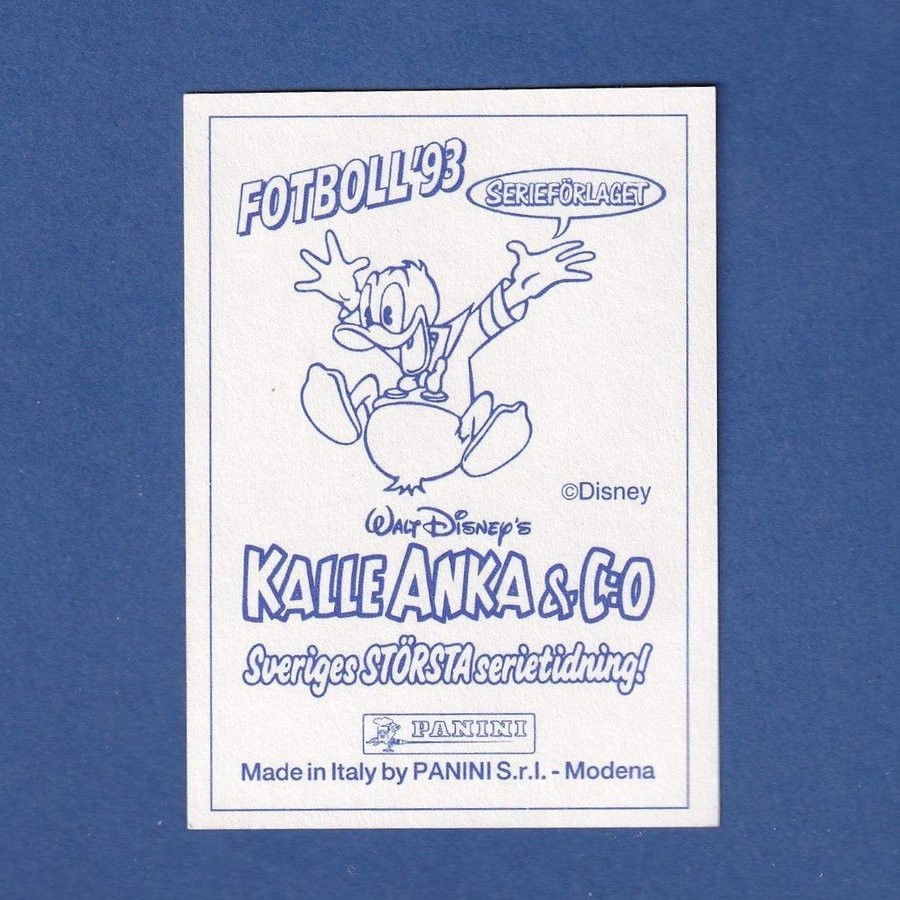 FOTBOLL'93
SERIEFÖRLAGET
©Disney
WALT DISNEY'S
KALLE ANKA & C:O
Sveriges STÖRSTA serietidning!
PANINI
Made in Italy by PANINI S.r.l. - Modena